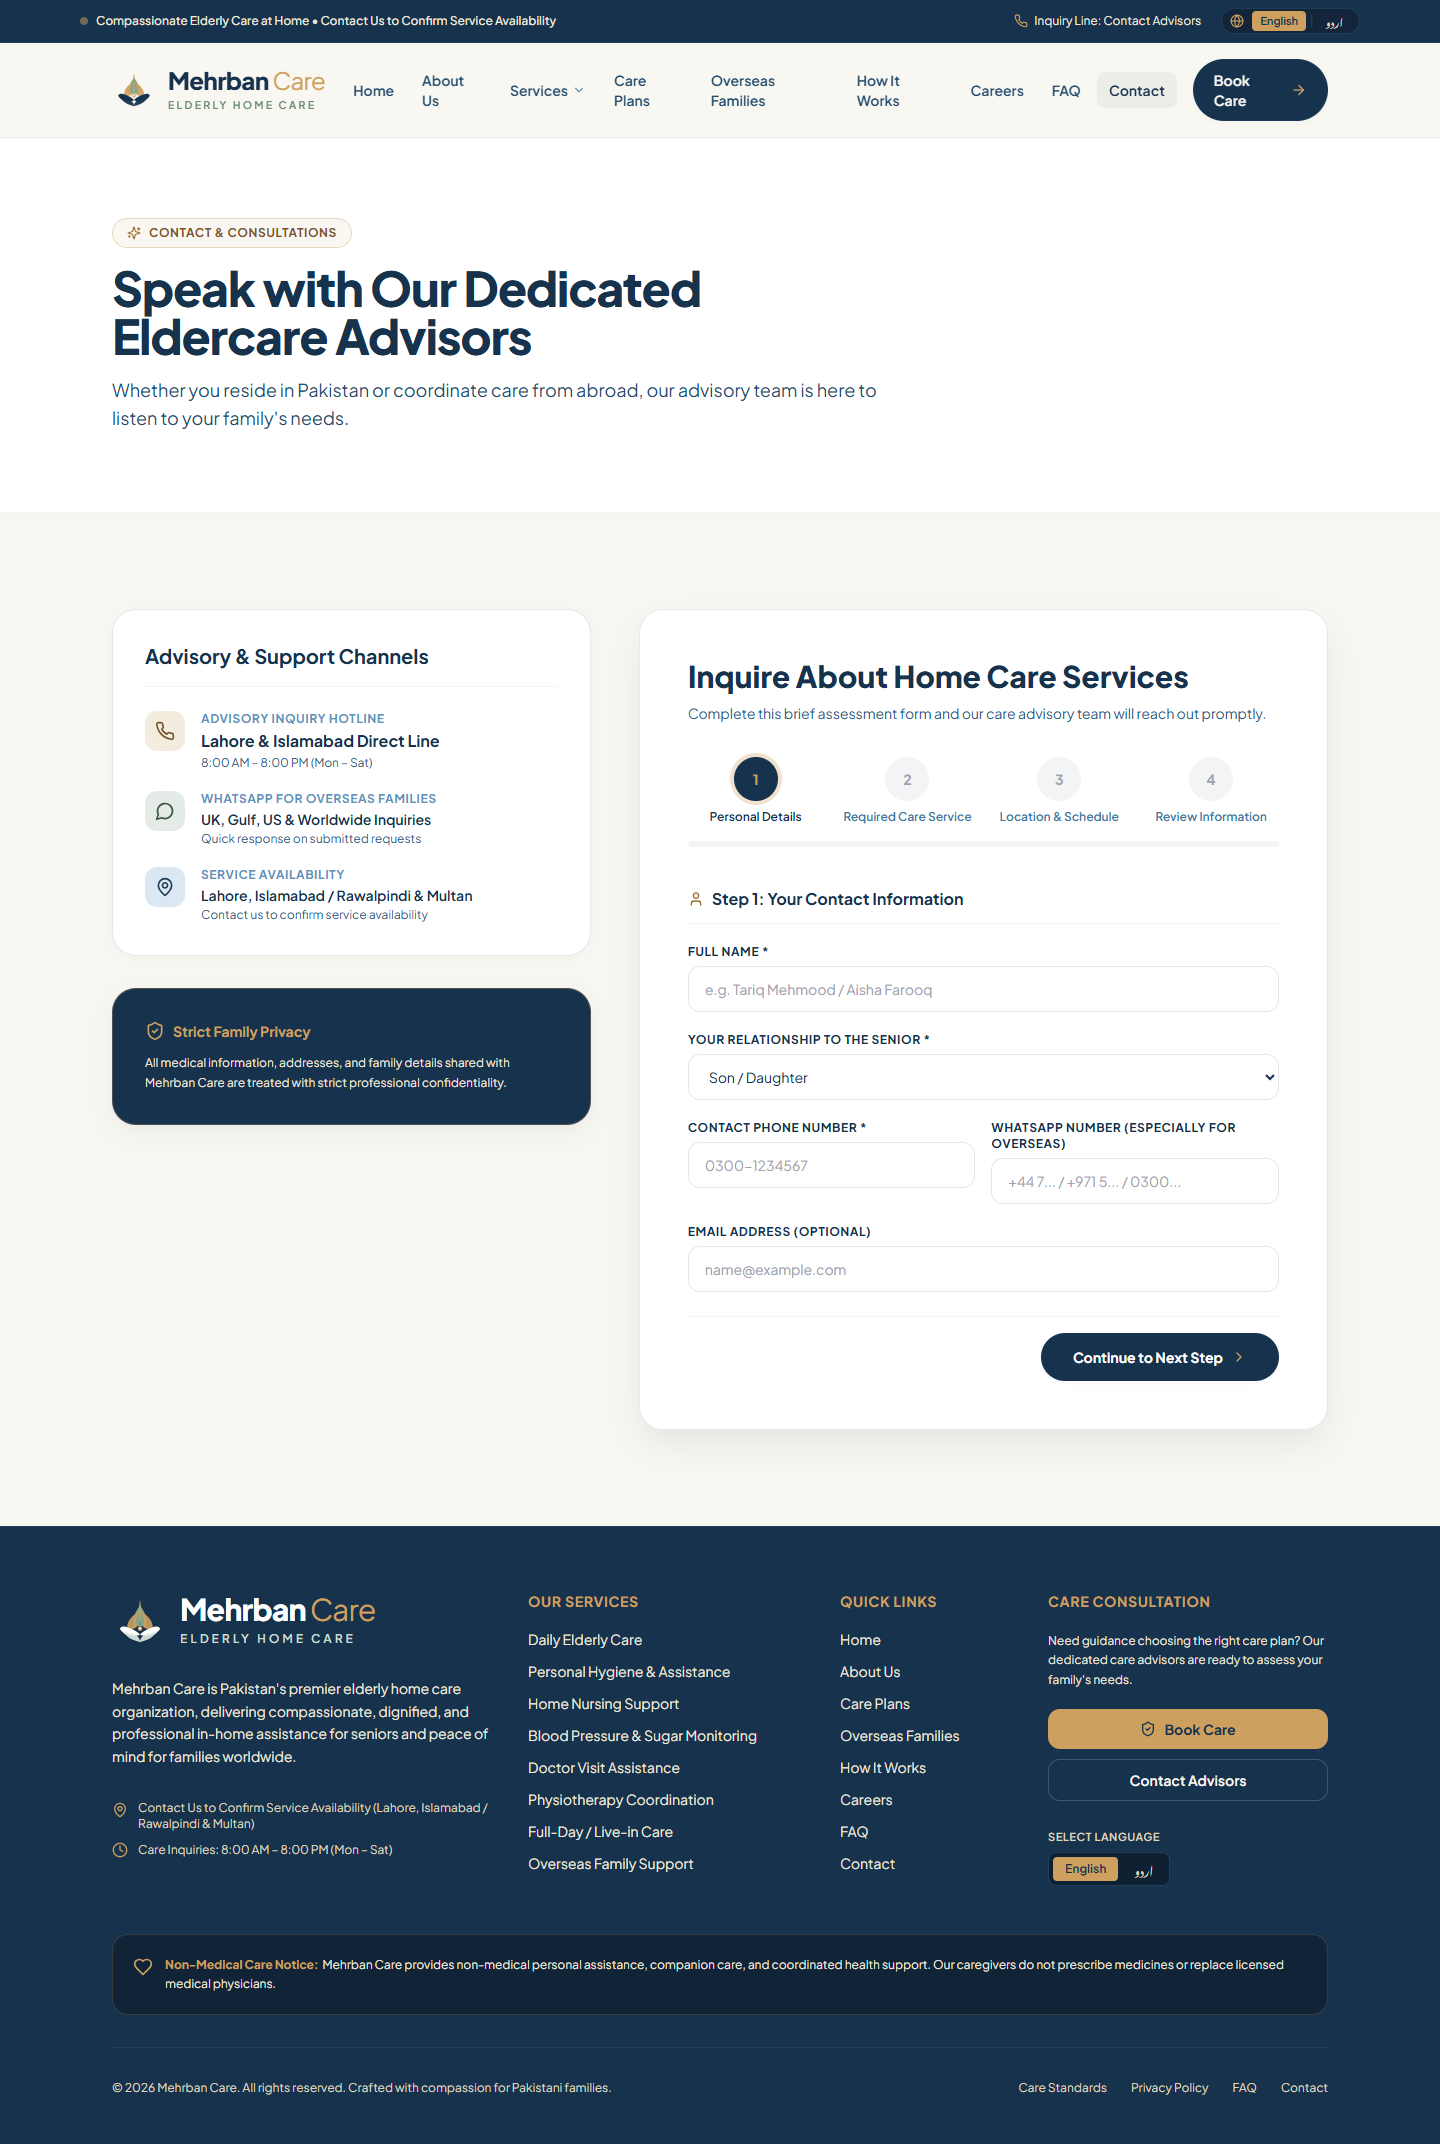 Compassionate Elderly Care at Home • Contact Us to Confirm Service Availability
Inquiry Line: Contact Advisors
English
اردو
Mehrban Care
ELDERLY HOME CARE
Home
About Us
Services
Care Plans
Overseas Families
How It Works
Careers
FAQ
Contact
Book Care
CONTACT & CONSULTATIONS
Speak with Our Dedicated
Eldercare Advisors
Whether you reside in Pakistan or coordinate care from abroad, our advisory team is here to
listen to your family's needs.
Advisory & Support Channels
ADVISORY INQUIRY HOTLINE
Lahore & Islamabad Direct Line
8:00 AM – 8:00 PM (Mon – Sat)
WHATSAPP FOR OVERSEAS FAMILIES
UK, Gulf, US & Worldwide Inquiries
Quick response on submitted requests
SERVICE AVAILABILITY
Lahore, Islamabad / Rawalpindi & Multan
Contact us to confirm service availability
Strict Family Privacy
All medical information, addresses, and family details shared with
Mehrban Care are treated with strict professional confidentiality.
Inquire About Home Care Services
Complete this brief assessment form and our care advisory team will reach out promptly.
1
2
3
4
Personal Details
Required Care Service
Location & Schedule
Review Information
Step 1: Your Contact Information
FULL NAME *
e.g. Tariq Mehmood / Aisha Farooq
YOUR RELATIONSHIP TO THE SENIOR *
Son / Daughter
CONTACT PHONE NUMBER *
0300-1234567
WHATSAPP NUMBER (ESPECIALLY FOR
OVERSEAS)
+44 7... / +971 5... / 0300...
EMAIL ADDRESS (OPTIONAL)
name@example.com
Continue to Next Step
Mehrban Care
ELDERLY HOME CARE
Mehrban Care is Pakistan's premier elderly home care
organization, delivering compassionate, dignified, and
professional in-home assistance for seniors and peace of
mind for families worldwide.
Contact Us to Confirm Service Availability (Lahore, Islamabad /
Rawalpindi & Multan)
Care Inquiries: 8:00 AM – 8:00 PM (Mon – Sat)
OUR SERVICES
Daily Elderly Care
Personal Hygiene & Assistance
Home Nursing Support
Blood Pressure & Sugar Monitoring
Doctor Visit Assistance
Physiotherapy Coordination
Full-Day / Live-in Care
Overseas Family Support
QUICK LINKS
Home
About Us
Care Plans
Overseas Families
How It Works
Careers
FAQ
Contact
CARE CONSULTATION
Need guidance choosing the right care plan? Our
dedicated care advisors are ready to assess your
family's needs.
Book Care
Contact Advisors
SELECT LANGUAGE
English
اردو
Non-Medical Care Notice: Mehrban Care provides non-medical personal assistance, companion care, and coordinated health support. Our caregivers do not prescribe medicines or replace licensed
medical physicians.
© 2026 Mehrban Care. All rights reserved. Crafted with compassion for Pakistani families.
Care Standards
Privacy Policy
FAQ
Contact